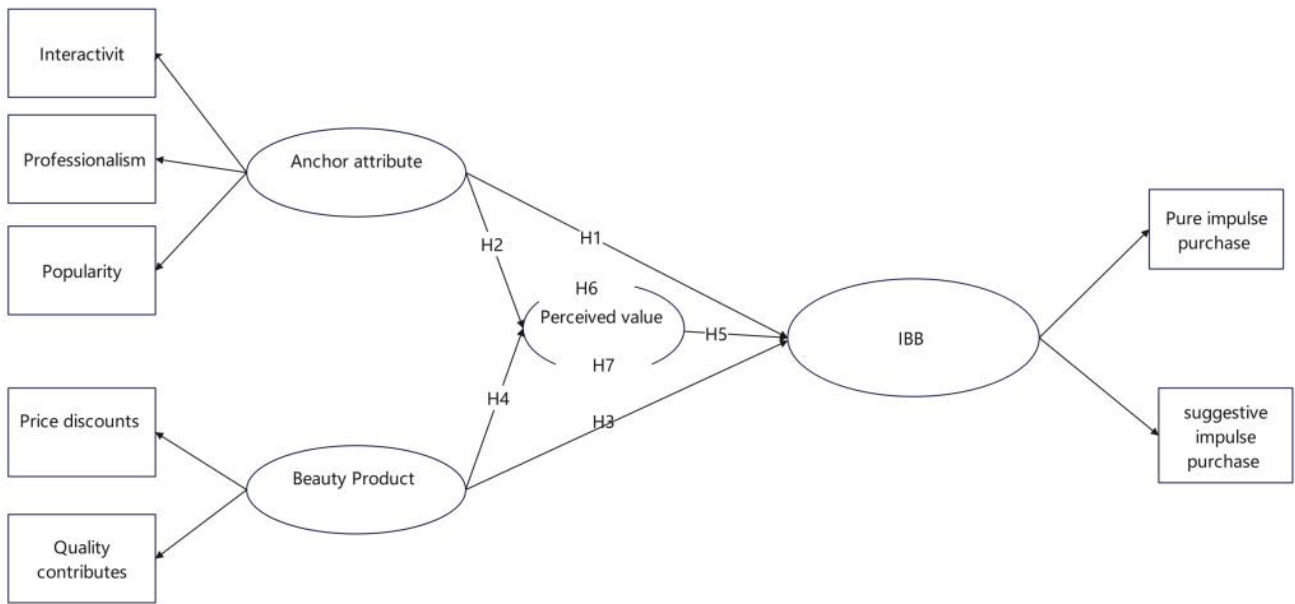 Interactivit
Professionalism
Popularity
Anchor attribute
H2
H1
H6
Perceived value
H5
H7
H4
H3
IBB
Pure impulse
purchase
suggestive
impulse
purchase
Price discounts
Beauty Product
Quality
contributes